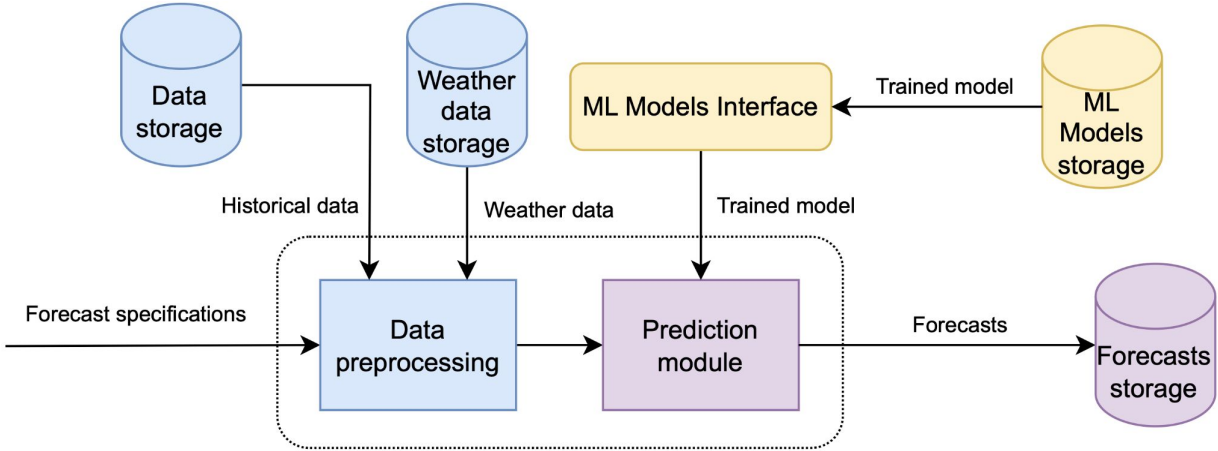 Data
storage
Weather
data
storage
ML Models Interface
Trained model
ML
Models
storage
Historical data
Weather data
Trained model
Forecast specifications
Data
preprocessing
Prediction
module
Forecasts
Forecasts
storage